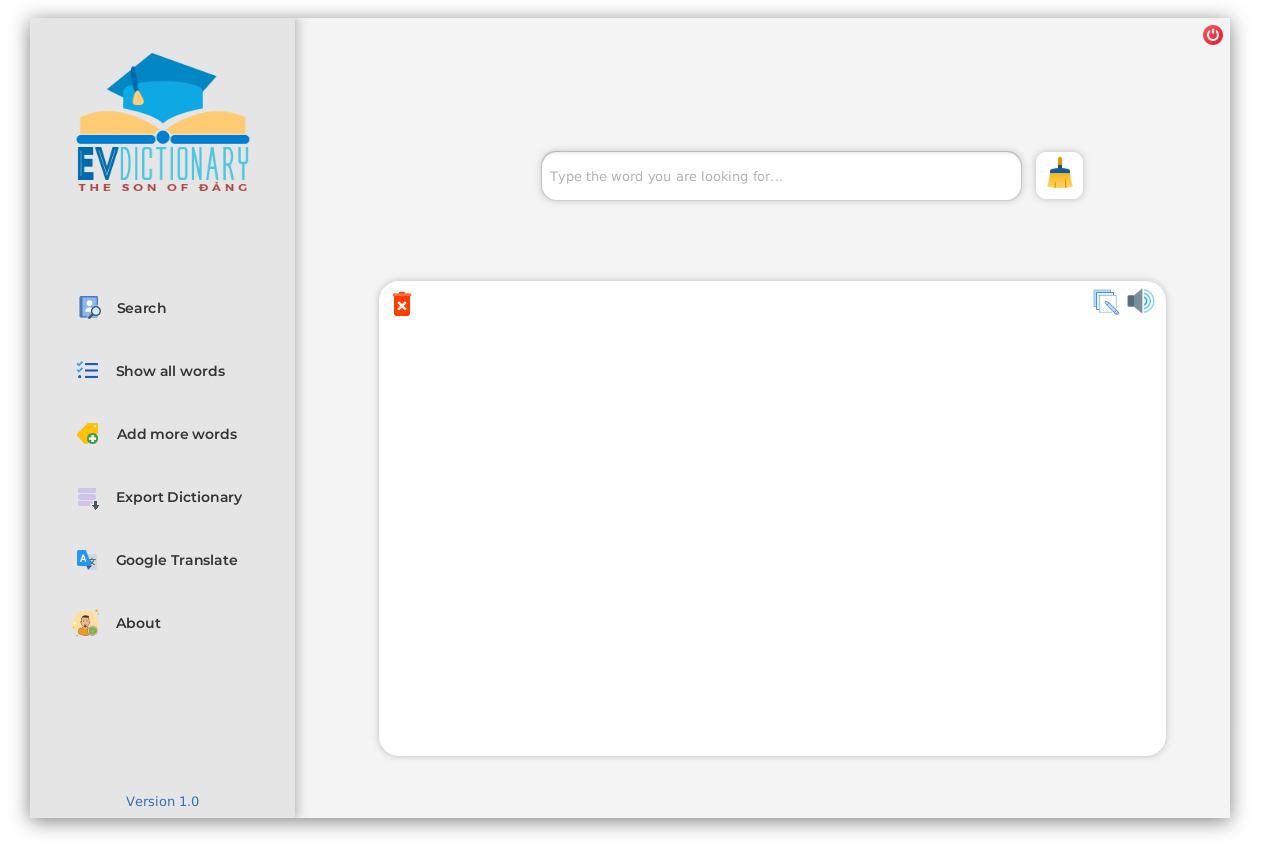 EVDICTIONARY
THE SON OF ĐẢNG
Type the word you are looking for...
Search
Show all words
Add more words
Export Dictionary
Google Translate
About
Version 1.0